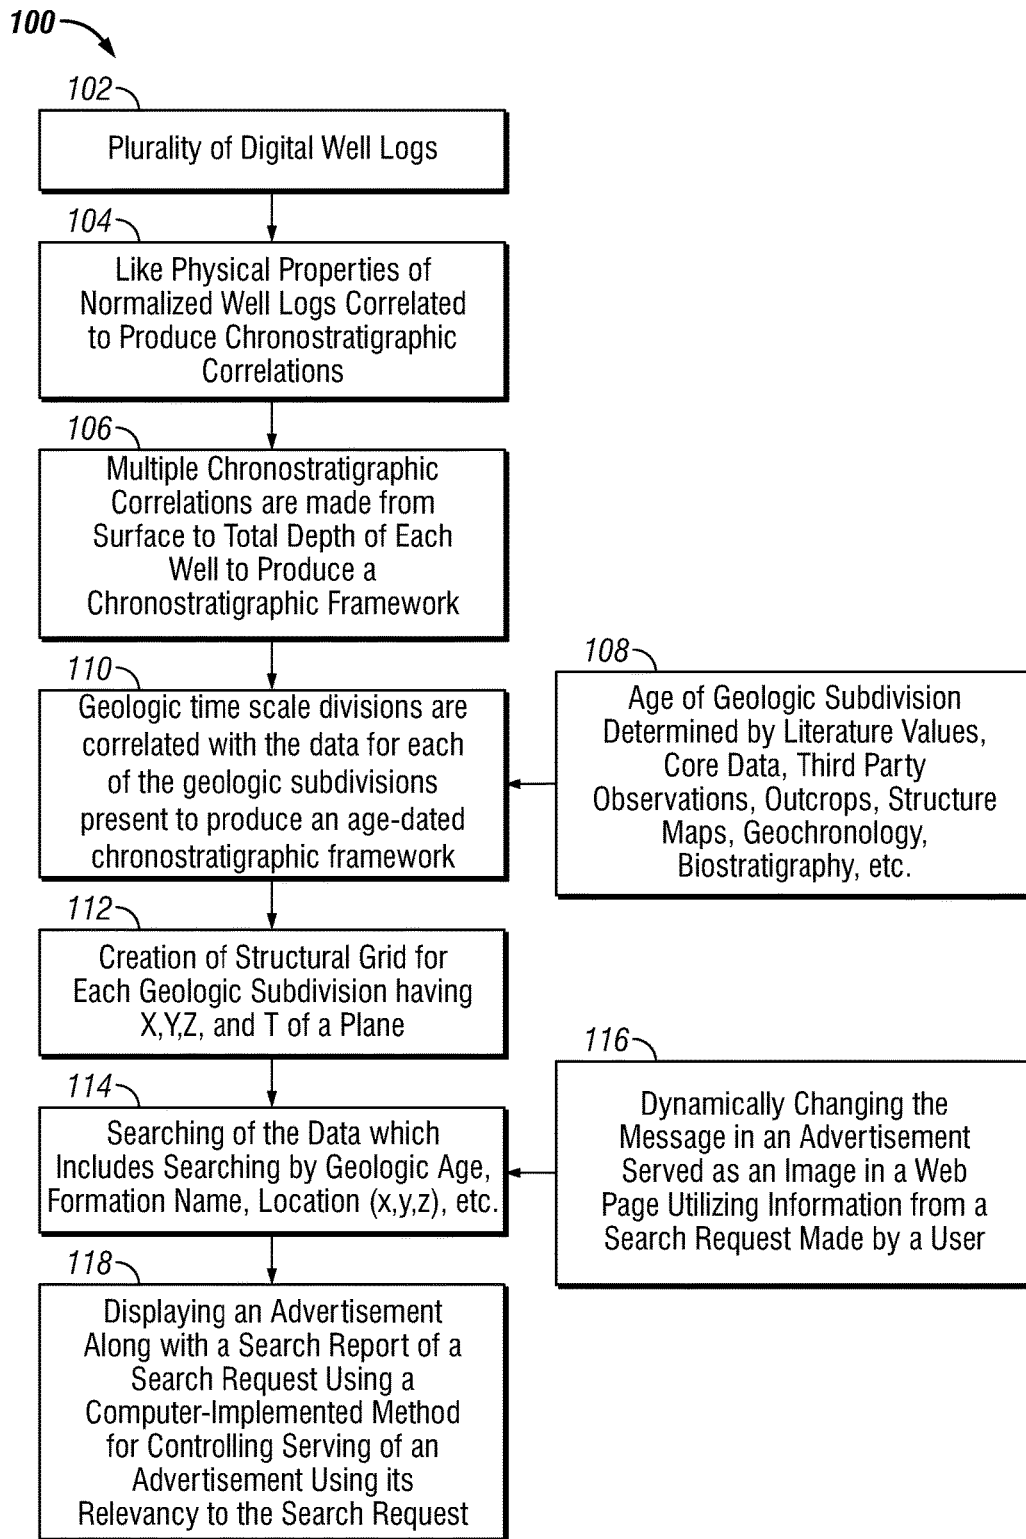 100
102
Plurality of Digital Well Logs
104
Like Physical Properties of
Normalized Well Logs Correlated
to Produce Chronostratigraphic
Correlations
106
Multiple Chronostratigraphic
Correlations are made from
Surface to Total Depth of Each
Well to Produce a
Chronostratigraphic Framework
110
Geologic time scale divisions are
correlated with the data for each
of the geologic subdivisions
present to produce an age-dated
chronostratigraphic framework
108
Age of Geologic Subdivision
Determined by Literature Values,
Core Data, Third Party
Observations, Outcrops, Structure
Maps, Geochronology,
Biostratigraphy, etc.
112
Creation of Structural Grid for
Each Geologic Subdivision having
X,Y,Z, and T of a Plane
114
Searching of the Data which
Includes Searching by Geologic Age,
Formation Name, Location (x,y,z), etc.
116
Dynamically Changing the
Message in an Advertisement
Served as an Image in a Web
Page Utilizing Information from a
Search Request Made by a User
118
Displaying an Advertisement
Along with a Search Report of a
Search Request Using a
Computer-Implemented Method
for Controlling Serving of an
Advertisement Using its
Relevancy to the Search Request